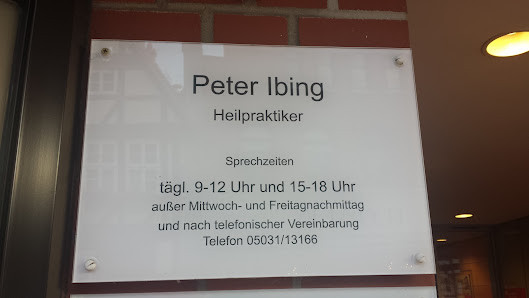 Peter Ibing
Heilpraktiker
Sprechzeiten
tägl. 9-12 Uhr und 15-18 Uhr
außer Mittwoch- und Freitagnachmittag
und nach telefonischer Vereinbarung
Telefon 05031/13166